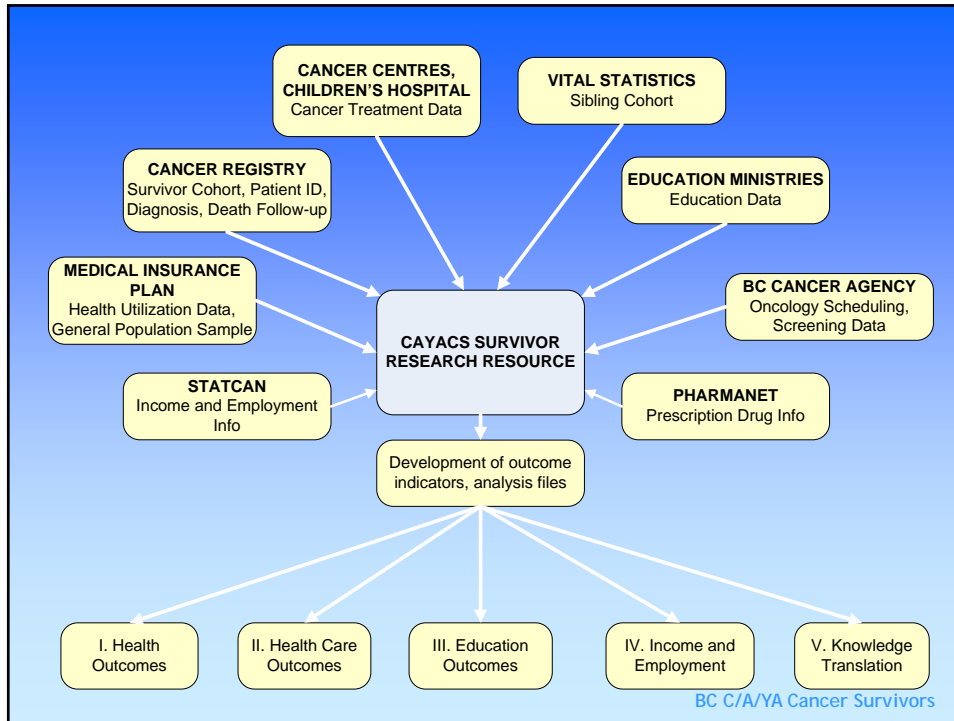 CANCER CENTRES,
CHILDREN'S HOSPITAL
Cancer Treatment Data
VITAL STATISTICS
Sibling Cohort
CANCER REGISTRY
Survivor Cohort, Patient ID,
Diagnosis, Death Follow-up
EDUCATION MINISTRIES
Education Data
MEDICAL INSURANCE
PLAN
Health Utilization Data,
General Population Sample
BC CANCER AGENCY
Oncology Scheduling,
Screening Data
CAYACS SURVIVOR
RESEARCH RESOURCE
STATCAN
Income and Employment
Info
PHARMANET
Prescription Drug Info
Development of outcome
indicators, analysis files
I. Health
Outcomes
II. Health Care
Outcomes
III. Education
Outcomes
IV. Income and
Employment
V. Knowledge
Translation
BC C/A/YA Cancer Survivors